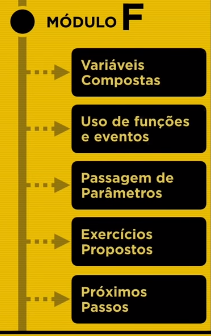 MÓDULO F
Variáveis
Compostas
Uso de funções
e eventos
Passagem de
Parâmetros
Exercícios
Propostos
Próximos
Passos